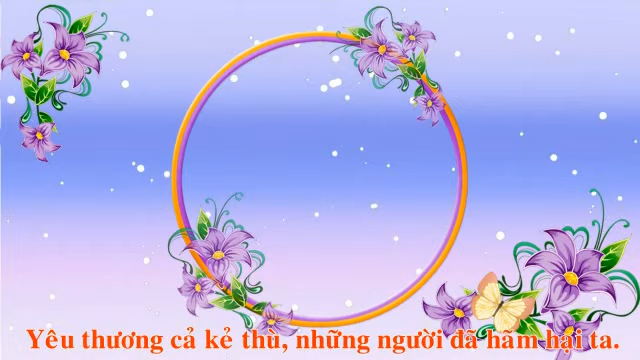 Yêu thương cả kẻ thù, những người đã hãm hại ta.